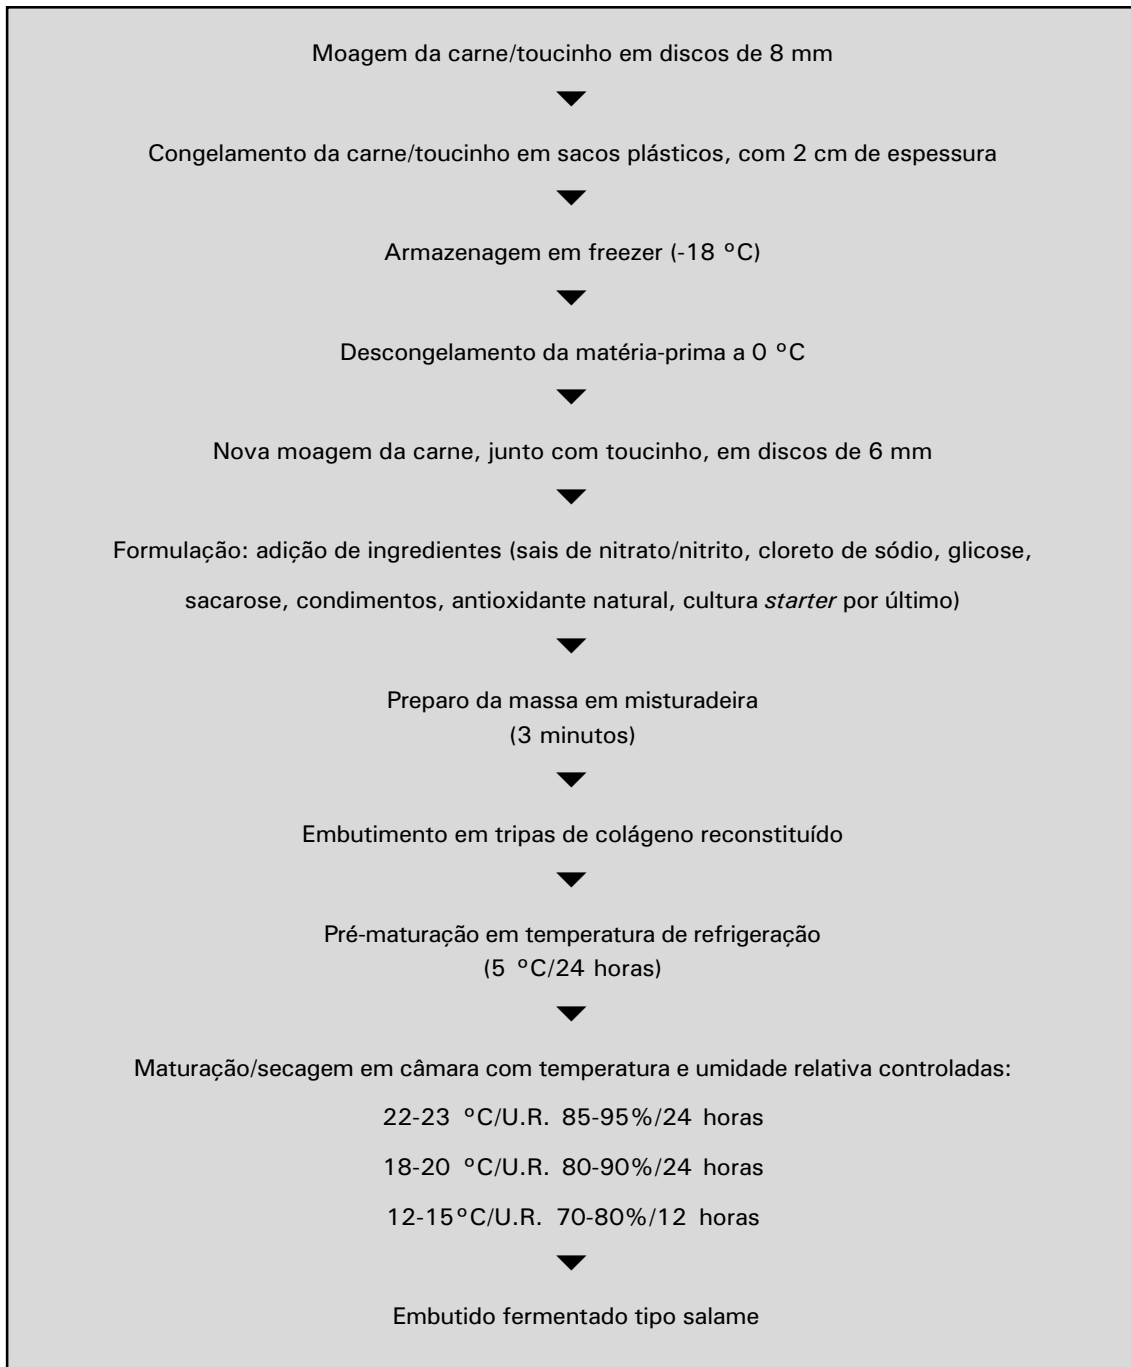 Moagem da carne/toucinho em discos de 8 mm
Congelamento da carne/toucinho em sacos plásticos, com 2 cm de espessura
Armazenagem em freezer (-18 ºC)
Descongelamento da matéria-prima a 0 ºC
Nova moagem da carne, junto com toucinho, em discos de 6 mm
Formulação: adição de ingredientes (sais de nitrato/nitrito, cloreto de sódio, glicose,
sacarose, condimentos, antioxidante natural, cultura starter por último)
Preparo da massa em misturadeira
(3 minutos)
Embutimento em tripas de colágeno reconstituído
Pré-maturação em temperatura de refrigeração
(5 ºC/24 horas)
Maturação/secagem em câmara com temperatura e umidade relativa controladas:
22-23 ºC/U.R. 85-95%/24 horas
18-20 ºC/U.R. 80-90%/24 horas
12-15ºC/U.R. 70-80%/12 horas
Embutido fermentado tipo salame